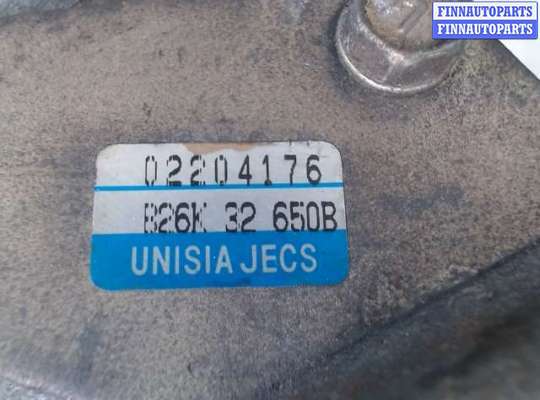 FINNAUTOPARTS
FINNAUTOPARTS
02204176
B26K 32 650B
UNISIA JECS